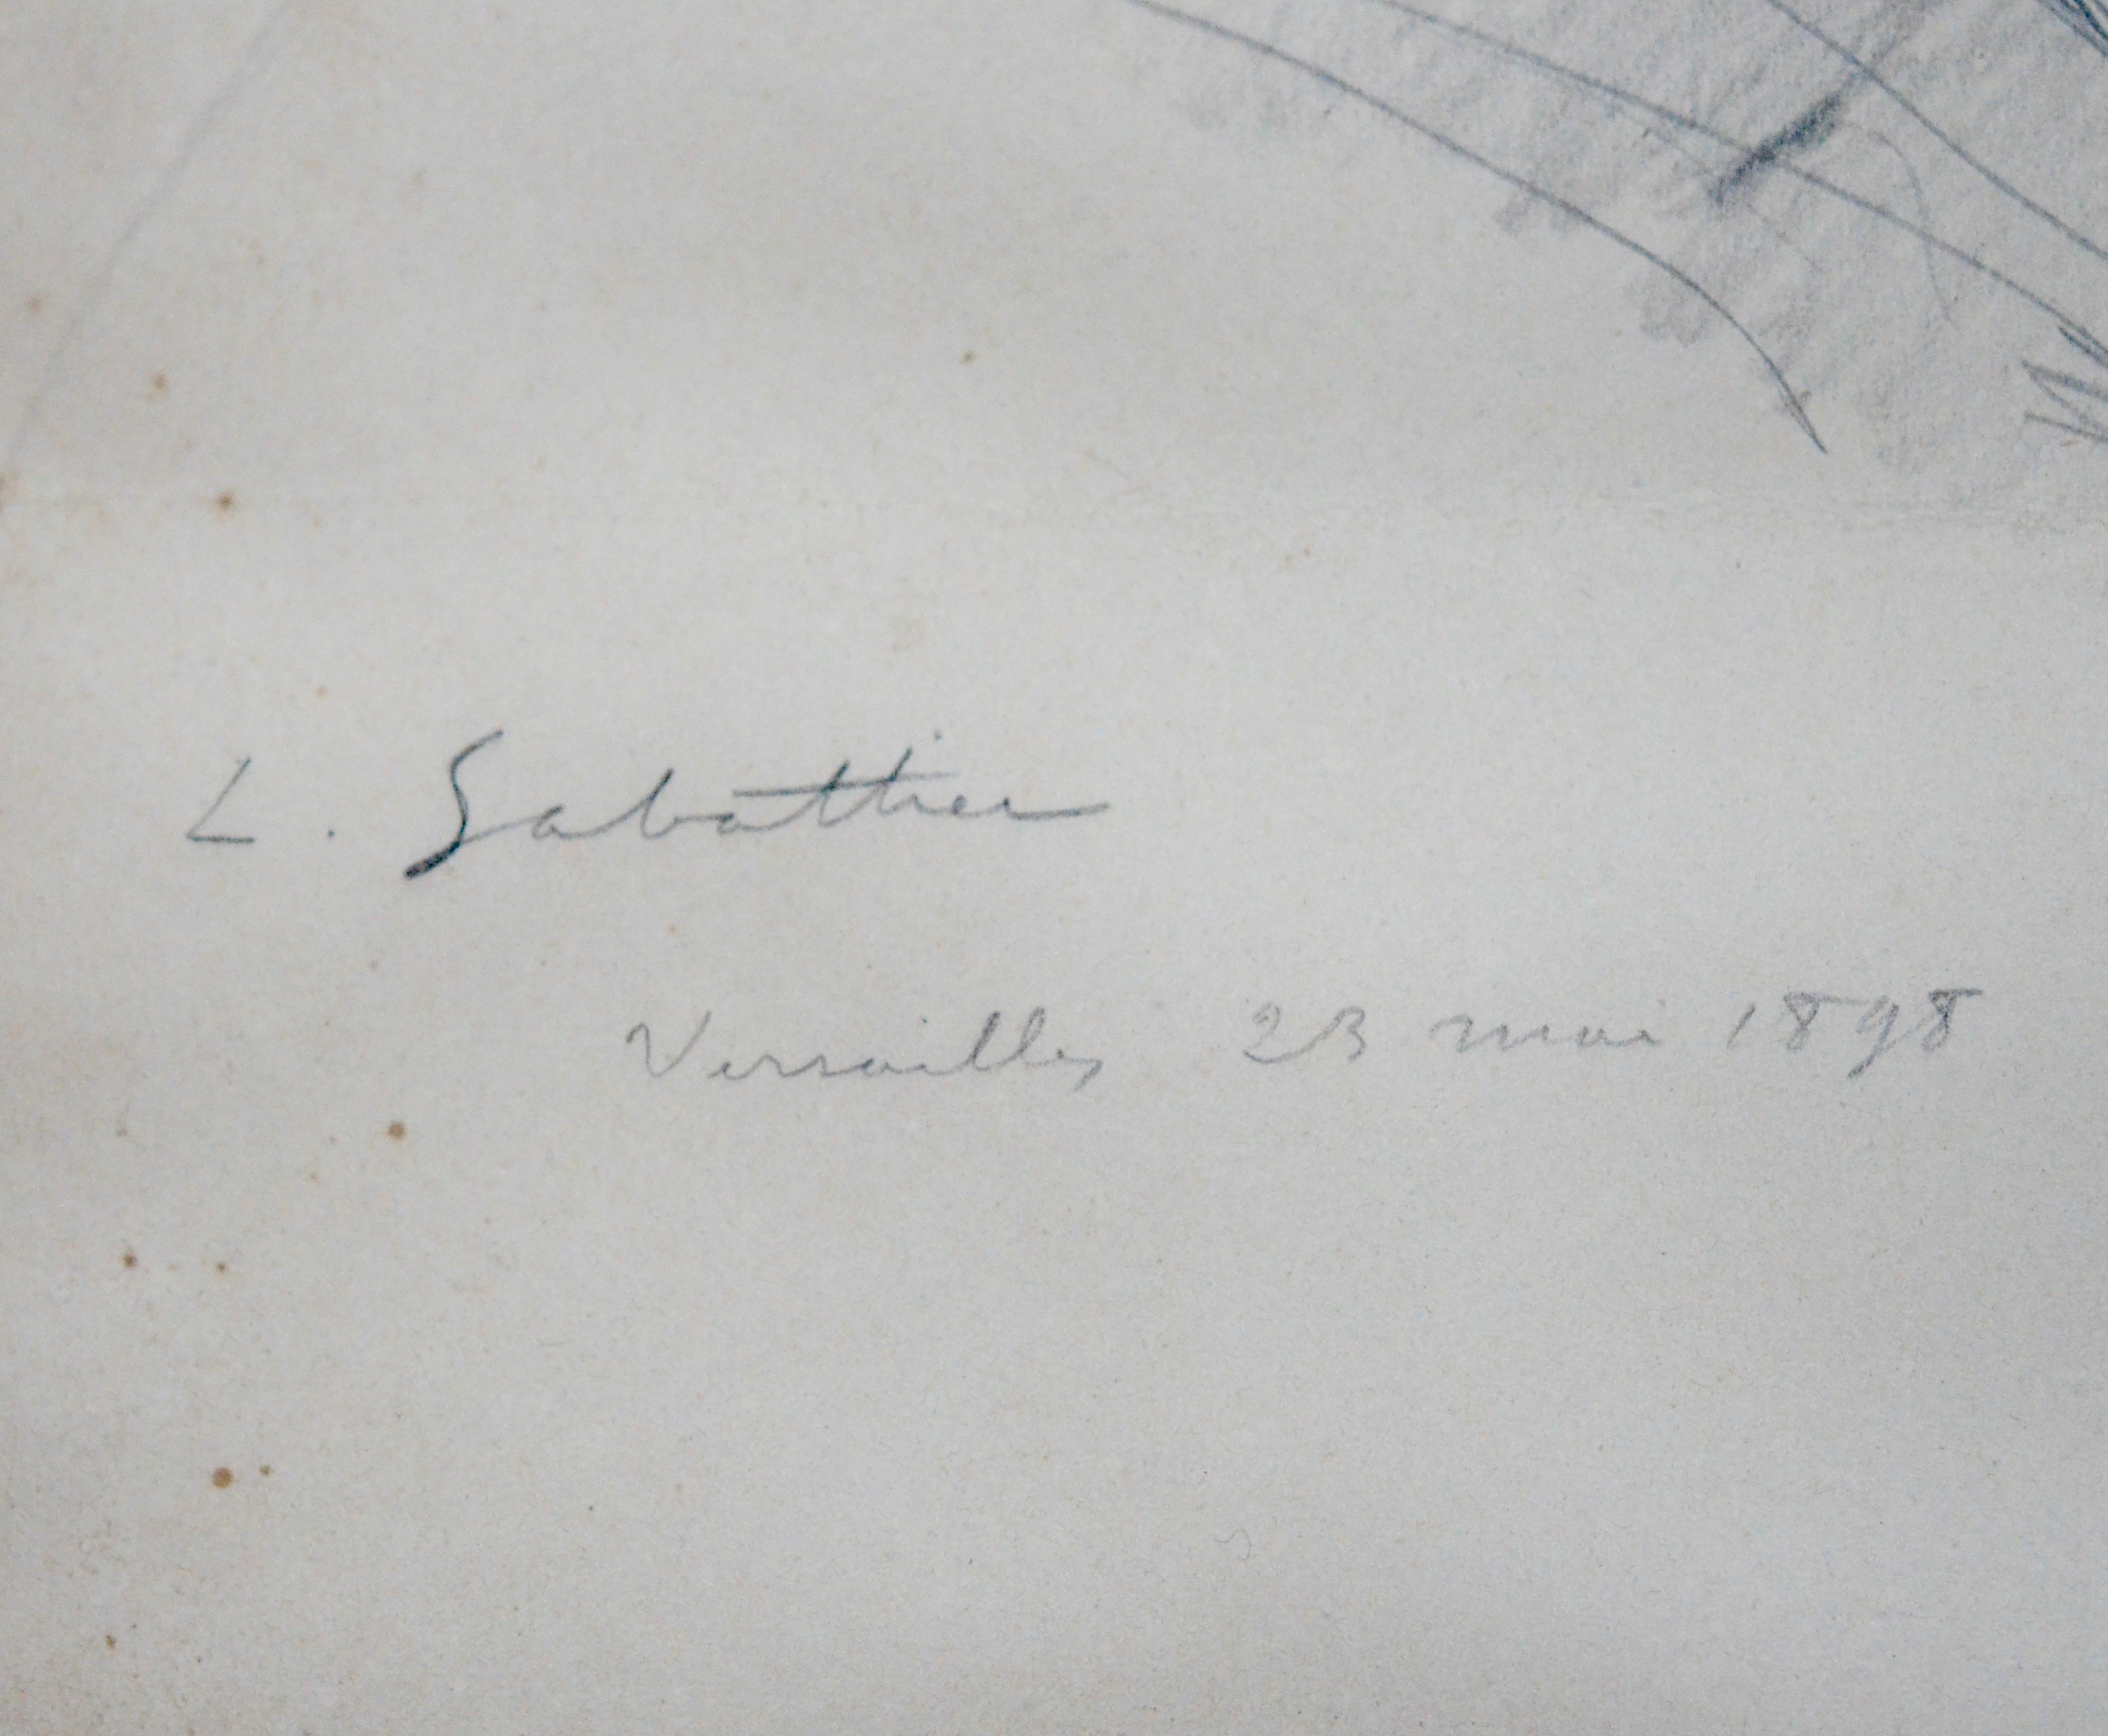 L. Sabattier
Versailles 23 mai 1898